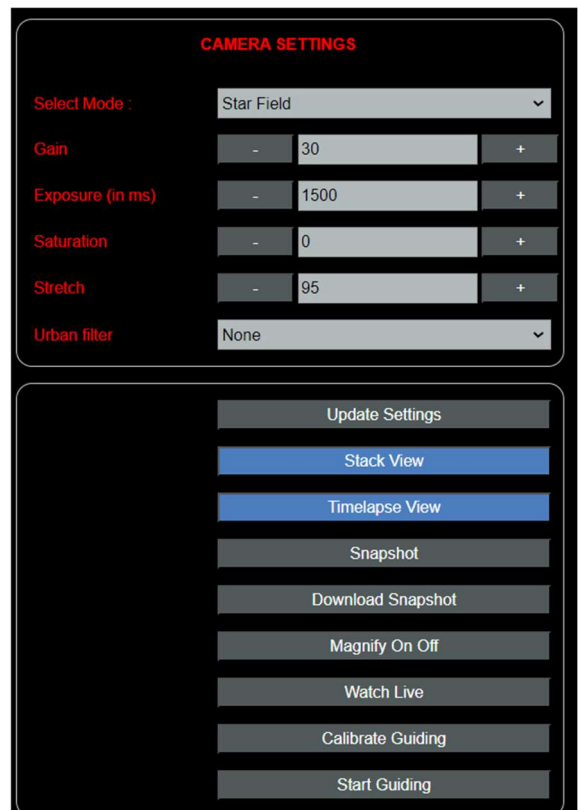 CAMERA SETTINGS
Select Mode : Star Field
Gain - 30 +
Exposure (in ms) - 1500 +
Saturation - 0 +
Stretch - 95 +
Urban filter None
Update Settings
Stack View
Timelapse View
Snapshot
Download Snapshot
Magnify On Off
Watch Live
Calibrate Guiding
Start Guiding